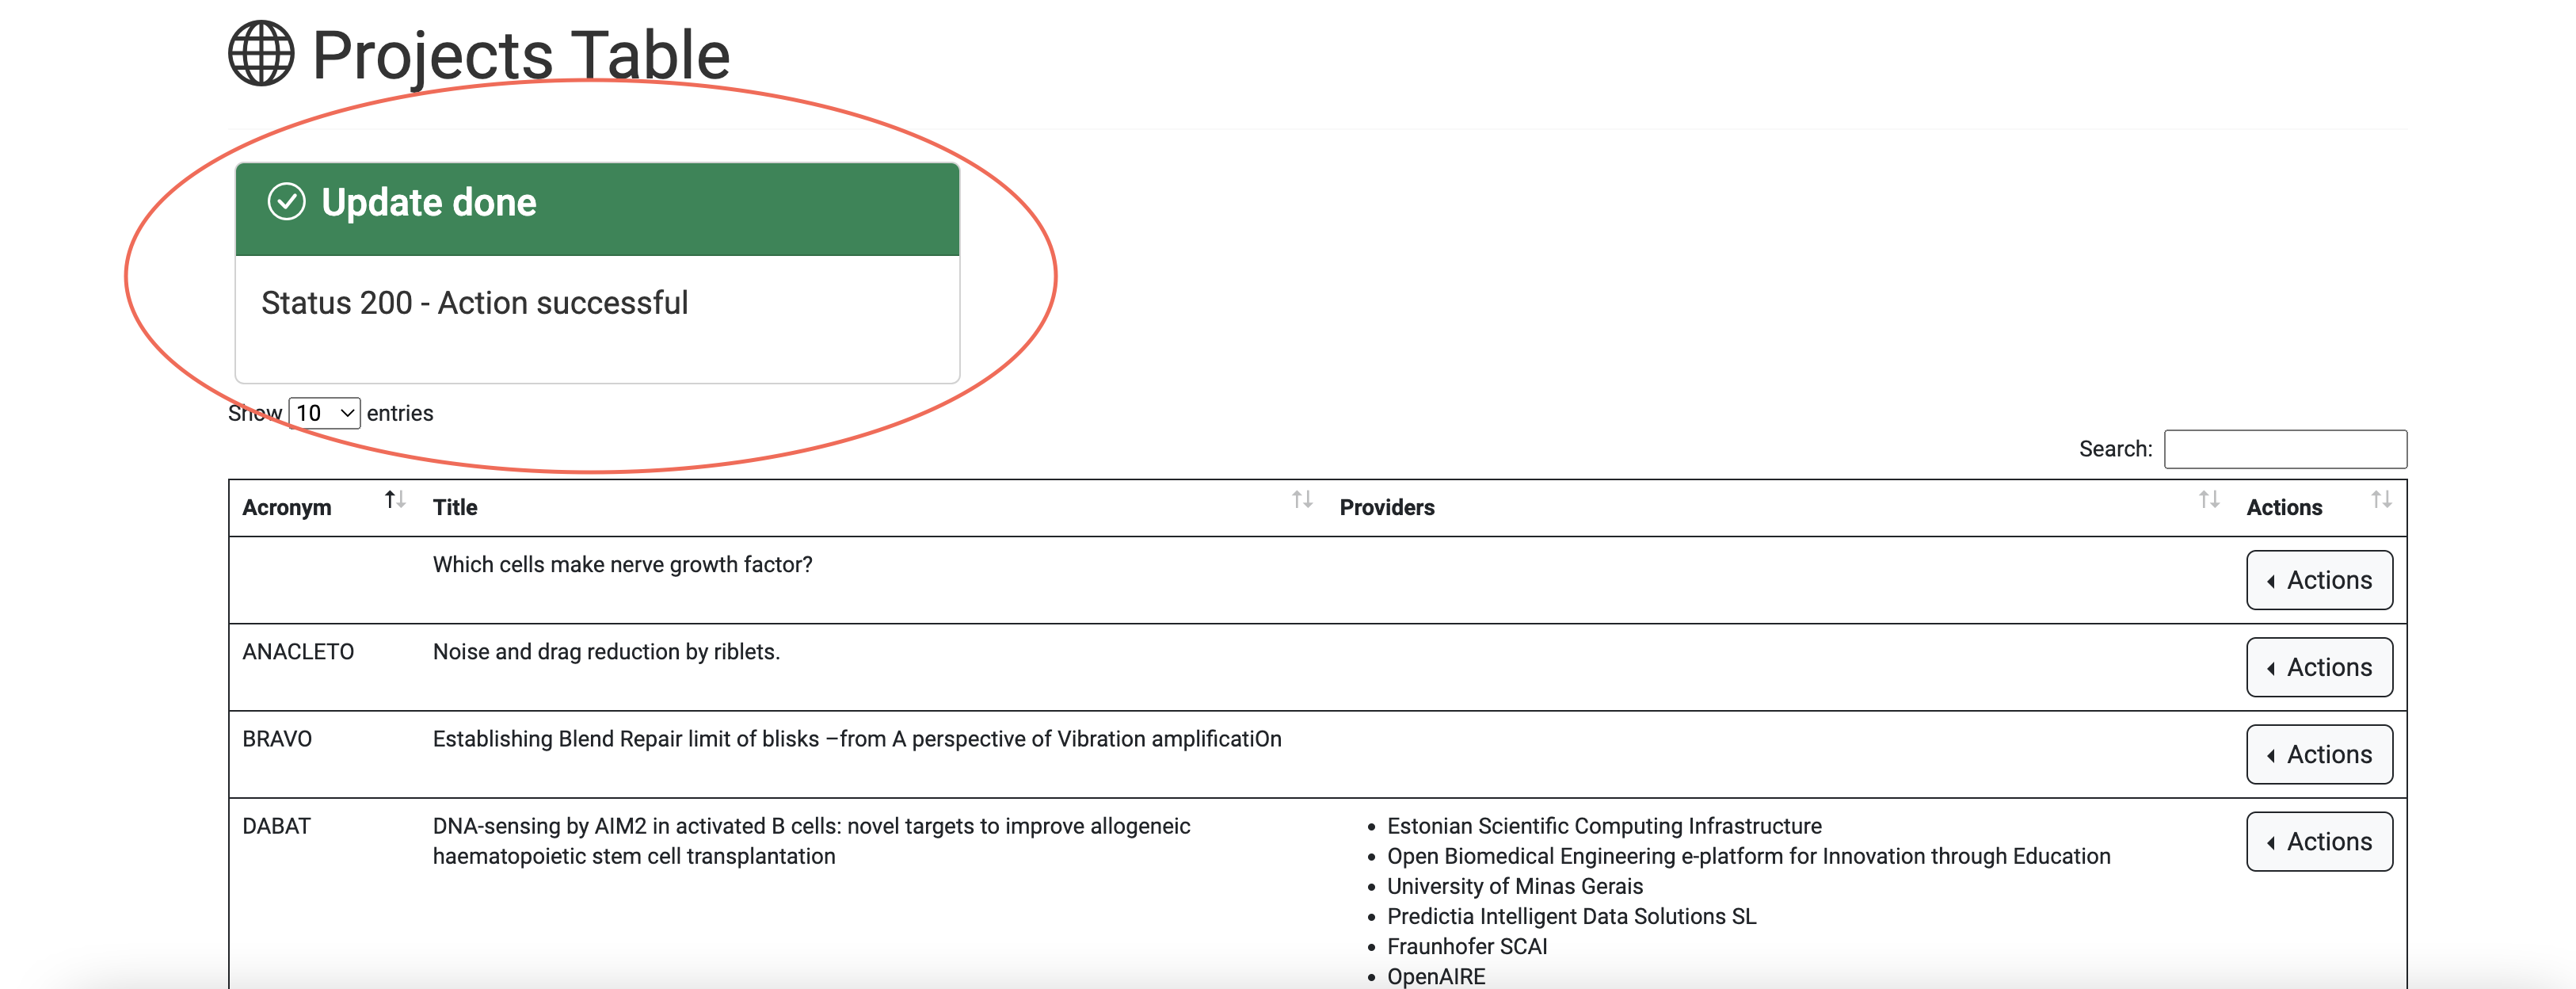 Projects Table
Update done
Status 200 - Action successful
Show 10 entries
Search:
Acronym Title Providers Actions
Which cells make nerve growth factor? Actions
ANACLETO Noise and drag reduction by riblets. Actions
BRAVO Establishing Blend Repair limit of blisks –from A perspective of Vibration amplificatiOn Actions
DABAT DNA-sensing by AIM2 in activated B cells: novel targets to improve allogeneic
haematopoietic stem cell transplantation
• Estonian Scientific Computing Infrastructure
• Open Biomedical Engineering e-platform for Innovation through Education
• University of Minas Gerais
• Predictia Intelligent Data Solutions SL
• Fraunhofer SCAI
• OpenAIRE
Actions